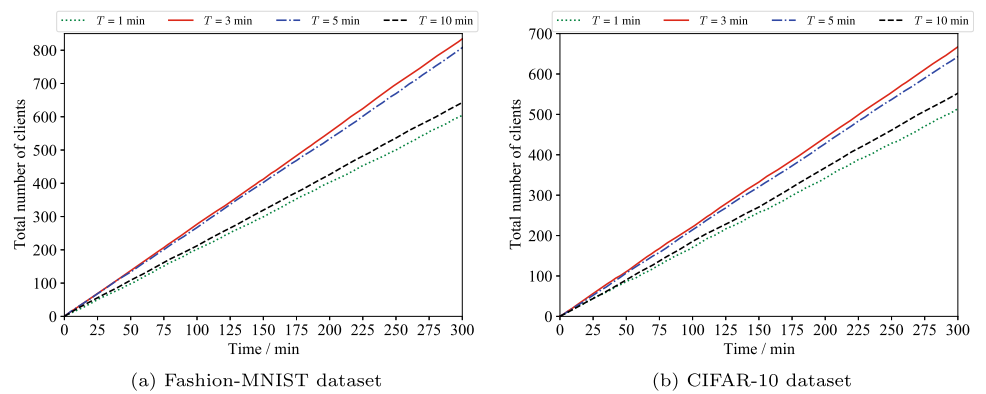 T = 1 min T = 3 min T = 5 min T = 10 min
Total number of clients
800
700
600
500
400
300
200
100
0
0 25 50 75 100 125 150 175 200 225 250 275 300
Time / min
(a) Fashion-MNIST dataset
T = 1 min T = 3 min T = 5 min T = 10 min
Total number of clients
700
600
500
400
300
200
100
0
0 25 50 75 100 125 150 175 200 225 250 275 300
Time / min
(b) CIFAR-10 dataset